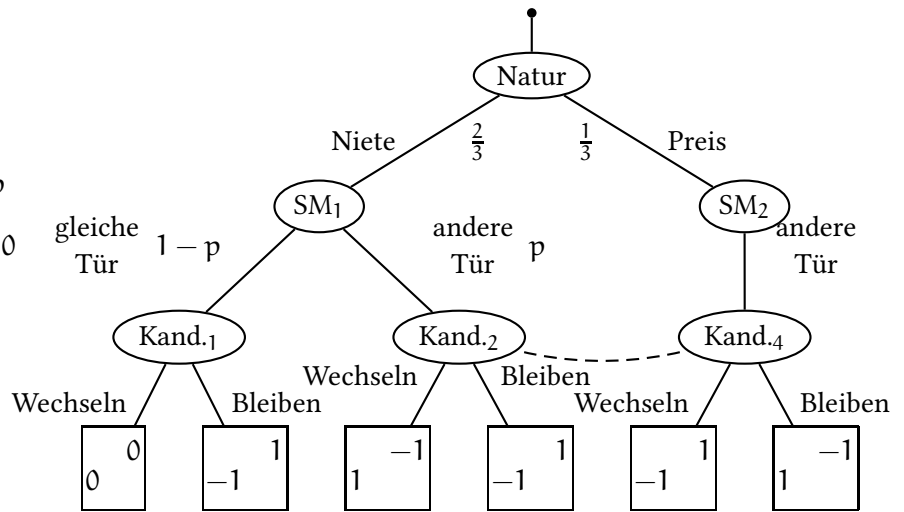 Natur
Niete 2/3 1/3 Preis
SM1 SM2
gleiche Tür 1 − p
andere Tür p
andere Tür
0
Kand.1 Kand.2 Kand.4
Wechseln Bleiben Wechseln Bleiben Wechseln Bleiben
0 1 −1 1 1 −1
0 −1 1 −1 −1 1